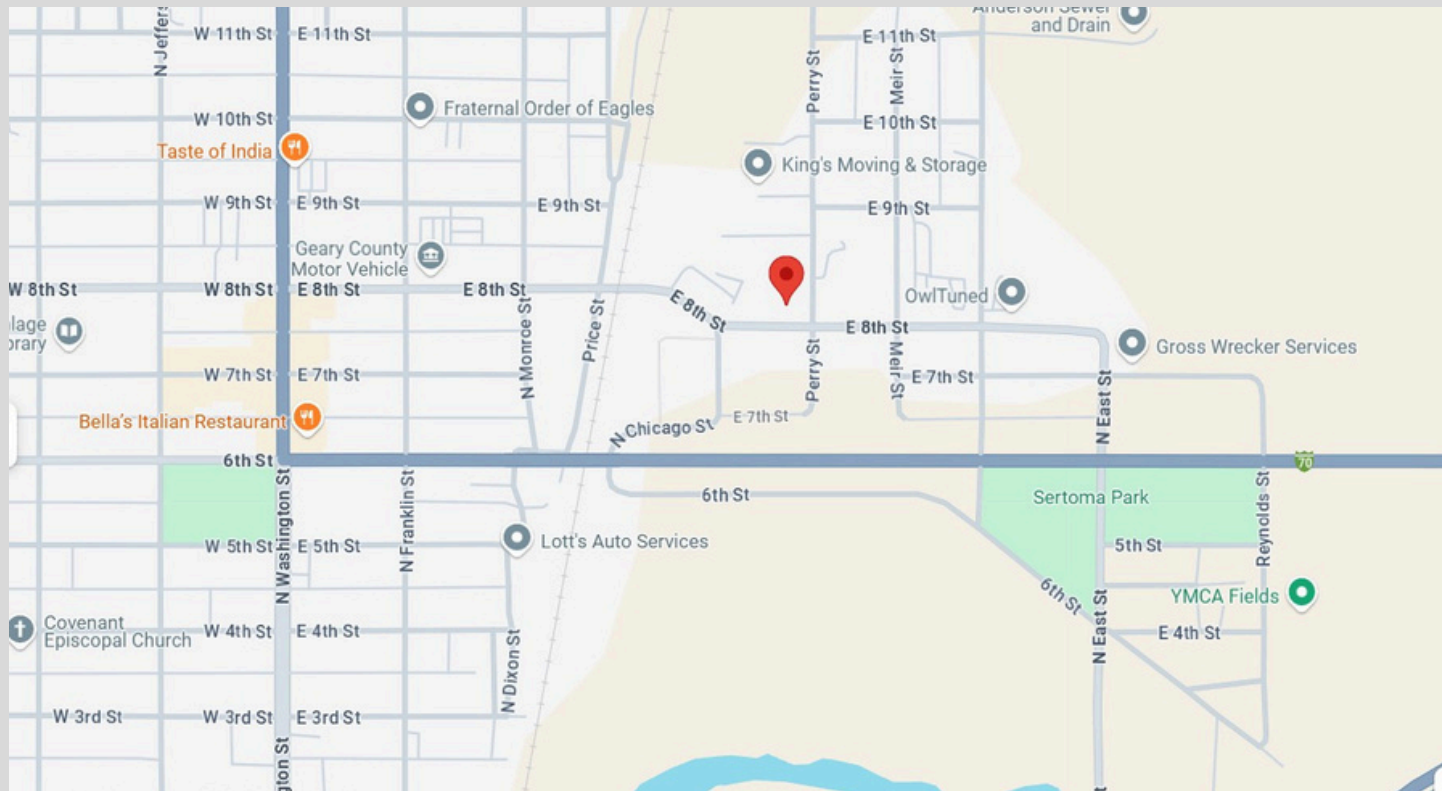 Anderson Sewer
and Drain
N Jeffers
W 11th St
E 11th St
E 11th St
Perry St
Meir St
Fraternal Order of Eagles
W 10th St
E 10th St
Taste of India
King's Moving & Storage
W 9th St
E 9th St
E 9th St
E 9th St
Geary County
Motor Vehicle
W 8th St
W 8th St
E 8th St
E 8th St
E 8th St
OwlTuned
E 8th St
lage
brary
N Monroe St
Price St
Perry St
Meir St
Gross Wrecker Services
W 7th St
E 7th St
E 7th St
N East St
Bella's Italian Restaurant
E 7th St
N Chicago St
6th St
70
N Washington St
N Franklin St
6th St
Sertoma Park
Reynolds St
Lott's Auto Services
W 5th St
E 5th St
5th St
6th St
YMCA Fields
Covenant
Episcopal Church
W 4th St
E 4th St
N East St
E 4th St
N Dixon St
W 3rd St
W 3rd St
E 3rd St
gton St